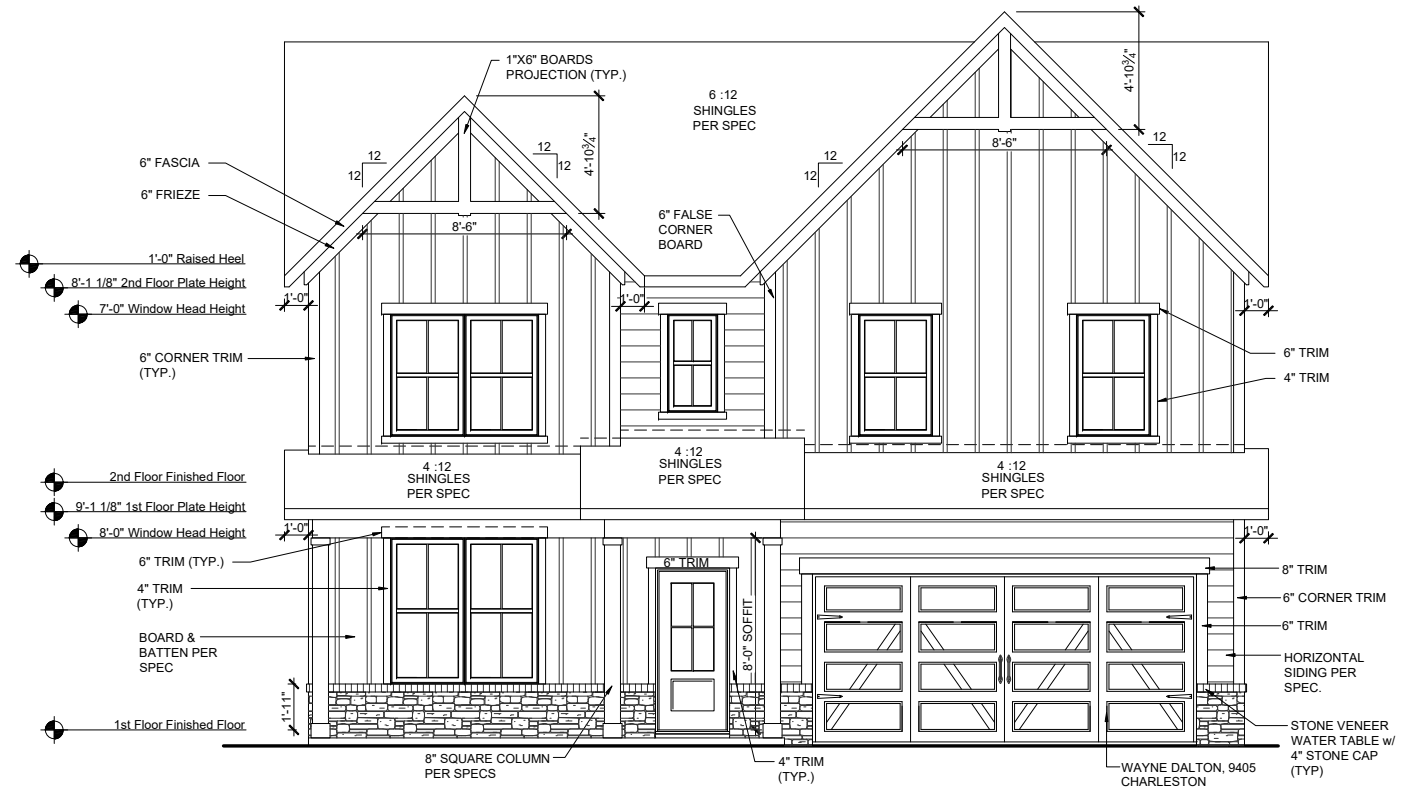 1"X6" BOARDS
PROJECTION (TYP.)
6 :12
SHINGLES
PER SPEC
4'-10¾"
4'-10¾"
12
12
12
12
12
12
12
12
6" FASCIA
6" FRIEZE
8'-6"
8'-6"
6" FALSE
CORNER
BOARD
1'-0" Raised Heel
8'-1 1/8" 2nd Floor Plate Height
7'-0" Window Head Height
1'-0"
1'-0"
1'-0"
6" CORNER TRIM
(TYP.)
6" TRIM
4" TRIM
4 :12
SHINGLES
PER SPEC
4 :12
SHINGLES
PER SPEC
4 :12
SHINGLES
PER SPEC
2nd Floor Finished Floor
9'-1 1/8" 1st Floor Plate Height
8'-0" Window Head Height
1'-0"
1'-0"
6" TRIM (TYP.)
4" TRIM
(TYP.)
BOARD &
BATTEN PER
SPEC
6" TRIM
8'-0" SOFFIT
8" TRIM
6" CORNER TRIM
6" TRIM
HORIZONTAL
SIDING PER
SPEC.
1'-11"
1st Floor Finished Floor
8" SQUARE COLUMN
PER SPECS
4" TRIM
(TYP.)
WAYNE DALTON, 9405
CHARLESTON
STONE VENEER
WATER TABLE w/
4" STONE CAP
(TYP)